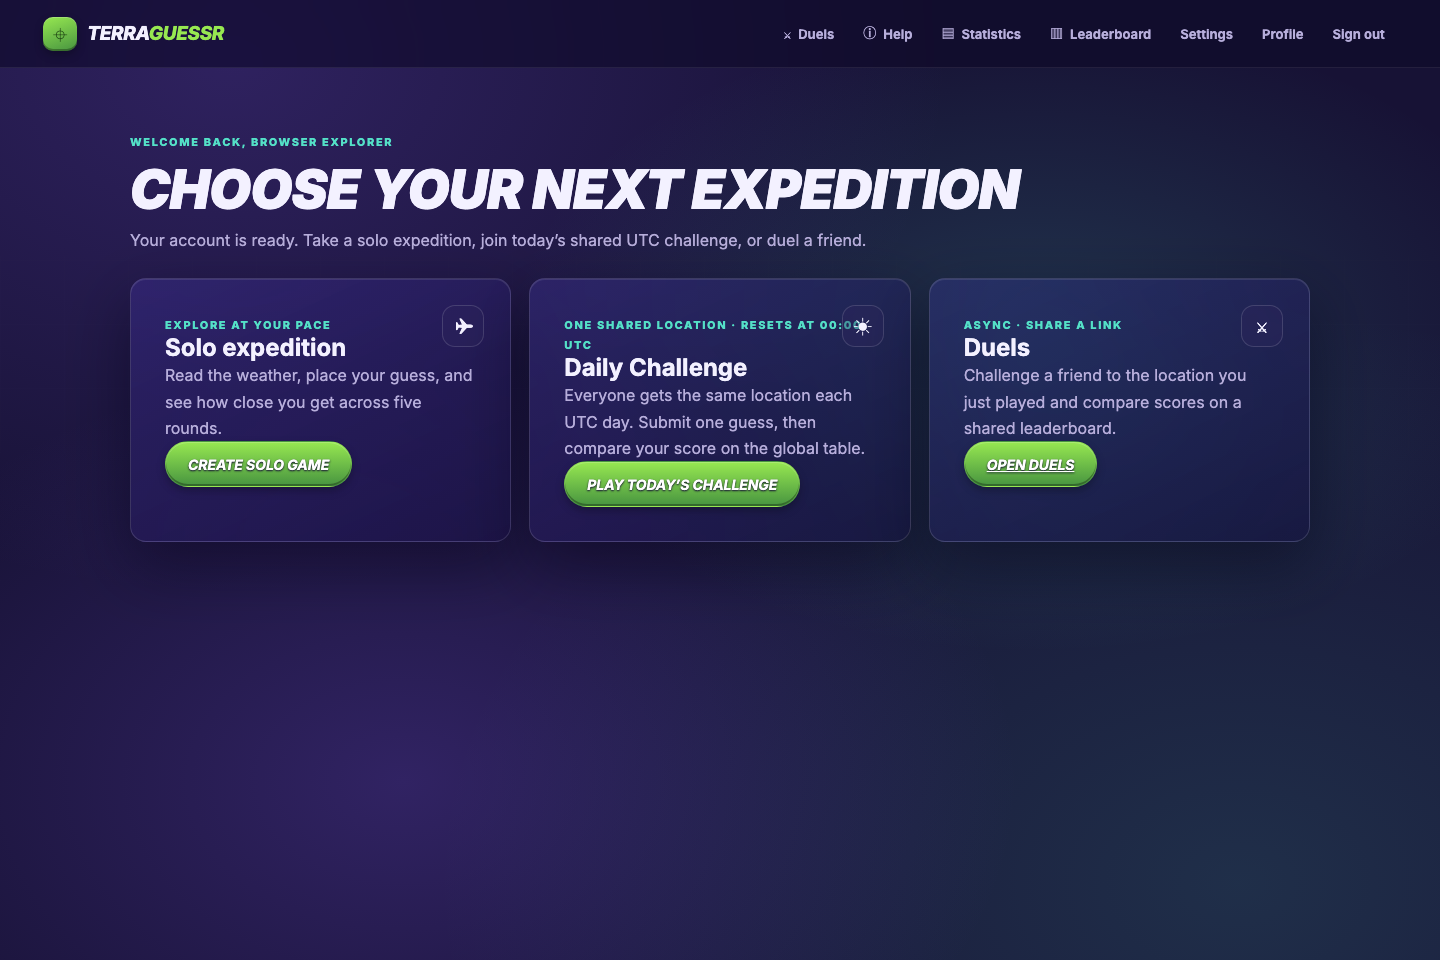 TERRAGUESSR
Duels
Help
Statistics
Leaderboard
Settings
Profile
Sign out
WELCOME BACK, BROWSER EXPLORER
CHOOSE YOUR NEXT EXPEDITION
Your account is ready. Take a solo expedition, join today’s shared UTC challenge, or duel a friend.
EXPLORE AT YOUR PACE
Solo expedition
Read the weather, place your guess, and
see how close you get across five
rounds.
CREATE SOLO GAME
ONE SHARED LOCATION · RESETS AT 00:00
UTC
Daily Challenge
Everyone gets the same location each
UTC day. Submit one guess, then
compare your score on the global table.
PLAY TODAY’S CHALLENGE
ASYNC · SHARE A LINK
Duels
Challenge a friend to the location you
just played and compare scores on a
shared leaderboard.
OPEN DUELS